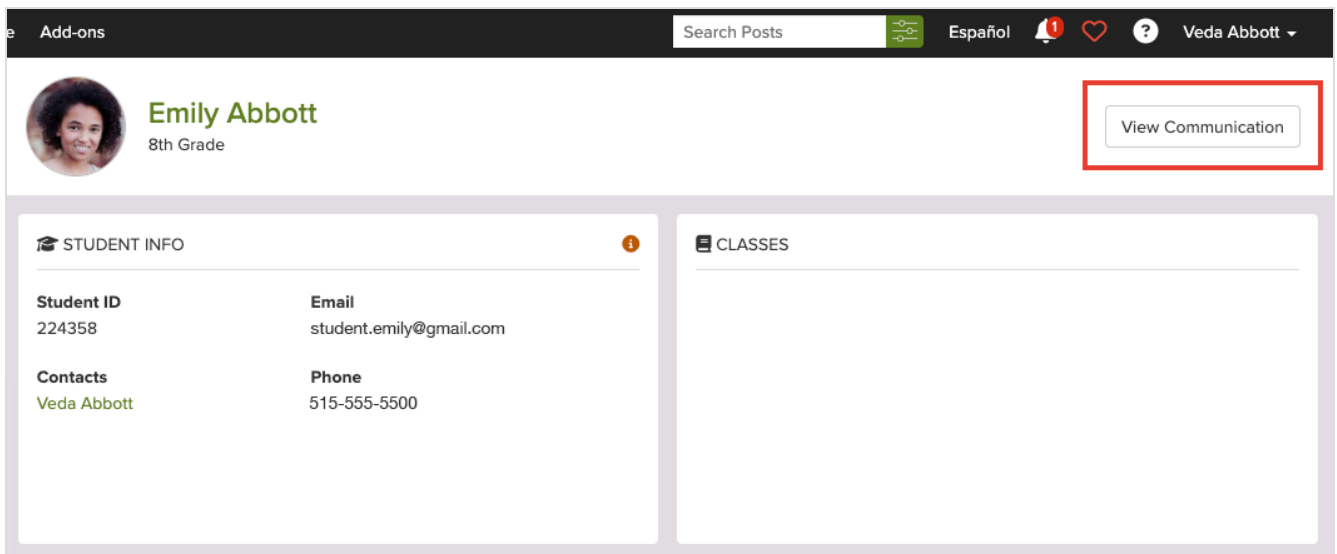 e Add-ons Search Posts Español 1 ? Veda Abbott
Emily Abbott
8th Grade
View Communication
STUDENT INFO
Student ID Email
224358 student.emily@gmail.com
Contacts Phone
Veda Abbott 515-555-5500
CLASSES